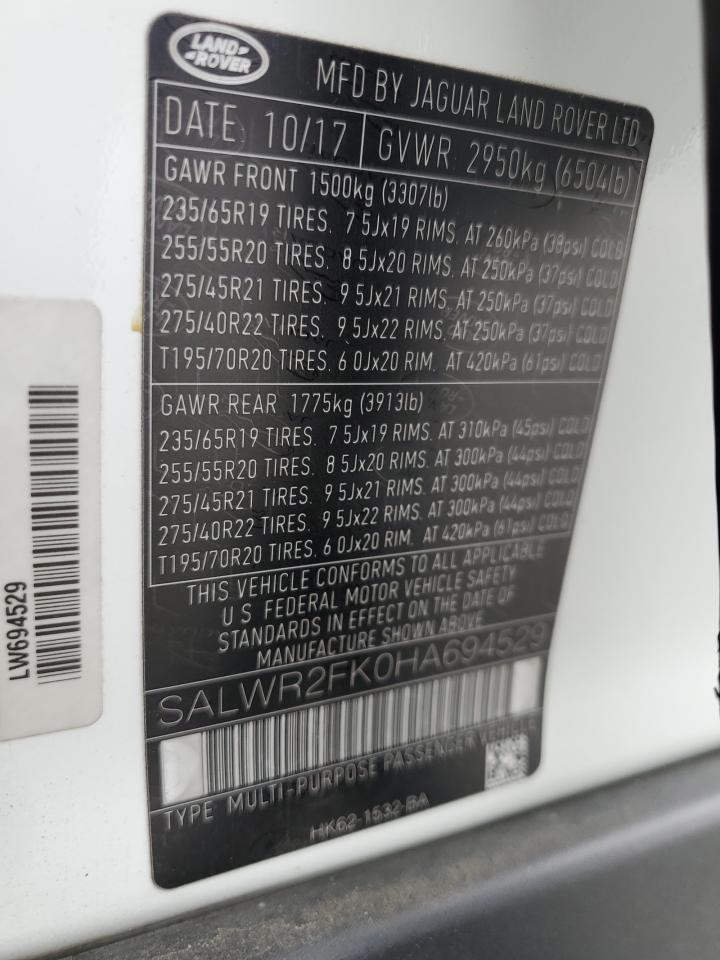 LAND
ROVER
MFD BY JAGUAR LAND ROVER LTD
DATE 10/17 GVWR 2950kg (6504lb)
GAWR FRONT 1500kg (3307lb)
235/65R19 TIRES. 7 5Jx19 RIMS. AT 260kPa (38psi) COLD
255/55R20 TIRES. 8 5Jx20 RIMS. AT 250kPa (37psi) COLD
275/45R21 TIRES. 9 5Jx21 RIMS. AT 250kPa (37psi) COLD
275/40R22 TIRES. 9 5Jx22 RIMS. AT 250kPa (37psi) COLD
T195/70R20 TIRES. 6 0Jx20 RIM. AT 420kPa (61psi) COLD
GAWR REAR 1775kg (3913lb)
235/65R19 TIRES. 7 5Jx19 RIMS. AT 310kPa (45psi) COLD
255/55R20 TIRES. 8 5Jx20 RIMS. AT 300kPa (44psi) COLD
275/45R21 TIRES. 9 5Jx21 RIMS. AT 300kPa (44psi) COLD
275/40R22 TIRES. 9 5Jx22 RIMS. AT 300kPa (44psi) COLD
T195/70R20 TIRES. 6 0Jx20 RIM. AT 420kPa (61psi) COLD
THIS VEHICLE CONFORMS TO ALL APPLICABLE
U S FEDERAL MOTOR VEHICLE SAFETY
STANDARDS IN EFFECT ON THE DATE OF
MANUFACTURE SHOWN ABOVE
SALWR2FK0HA694529
TYPE MULTI-PURPOSE PASSENGER VEHICLE
HK62-1532-BA
LW694529